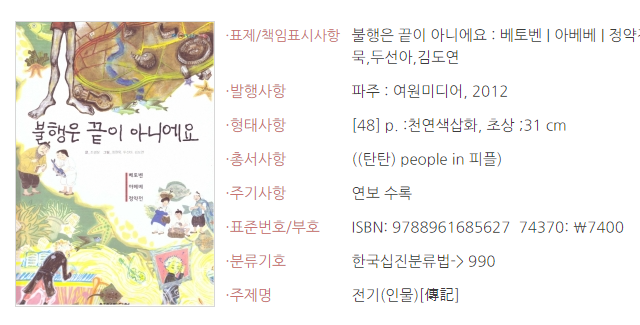 불행은 끝이 아니에요
베토벤
아베베
정약전
·표제/책임표시사항 불행은 끝이 아니에요 : 베토벤 | 아베베 | 정약
묵,두선아,김도연
·발행사항 파주 : 여원미디어, 2012
·형태사항 [48] p. :천연색삽화, 초상 ;31 cm
·총서사항 ((탄탄) people in 피플)
·주기사항 연보 수록
·표준번호/부호 ISBN: 9788961685627 74370: ₩7400
·분류기호 한국십진분류법-> 990
·주제명 전기(인물)[傳記]